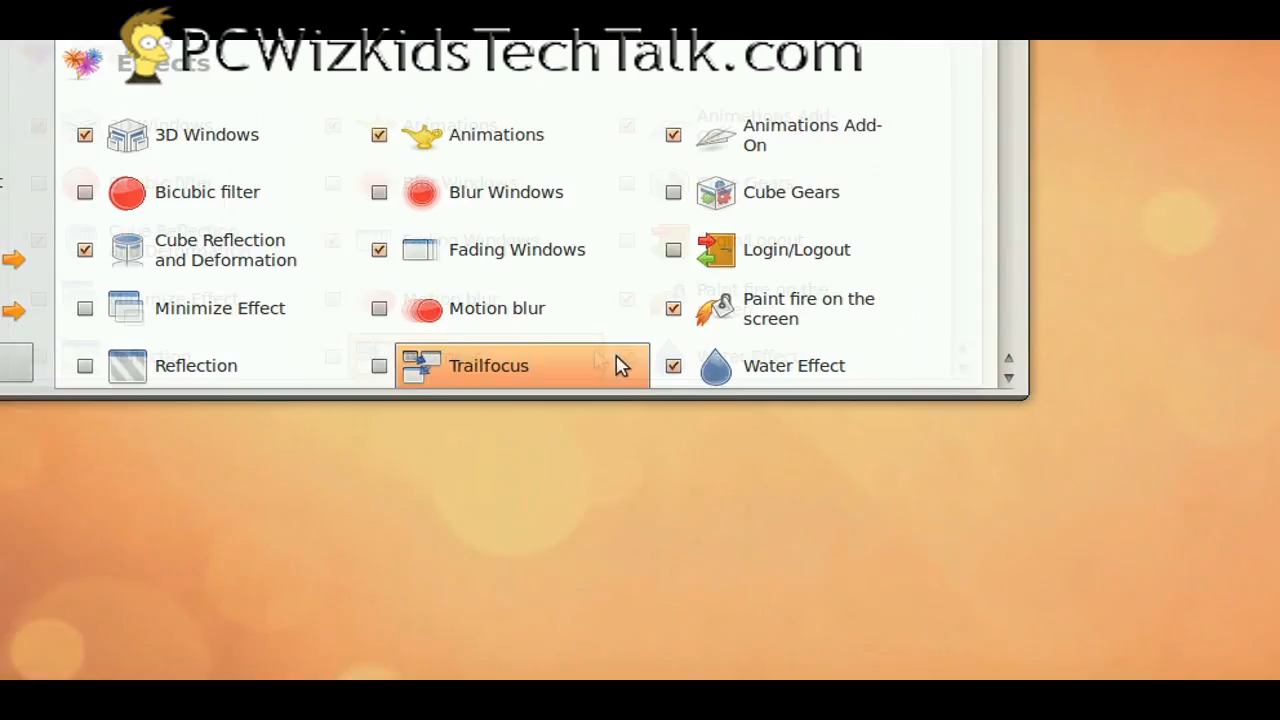 PCWizKidsTechTalk.com
Effects
3D Windows
Animations
Animations Add-
On
Bicubic filter
Blur Windows
Cube Gears
Cube Reflection
and Deformation
Fading Windows
Login/Logout
Minimize Effect
Motion blur
Paint fire on the
screen
Reflection
Trailfocus
Water Effect